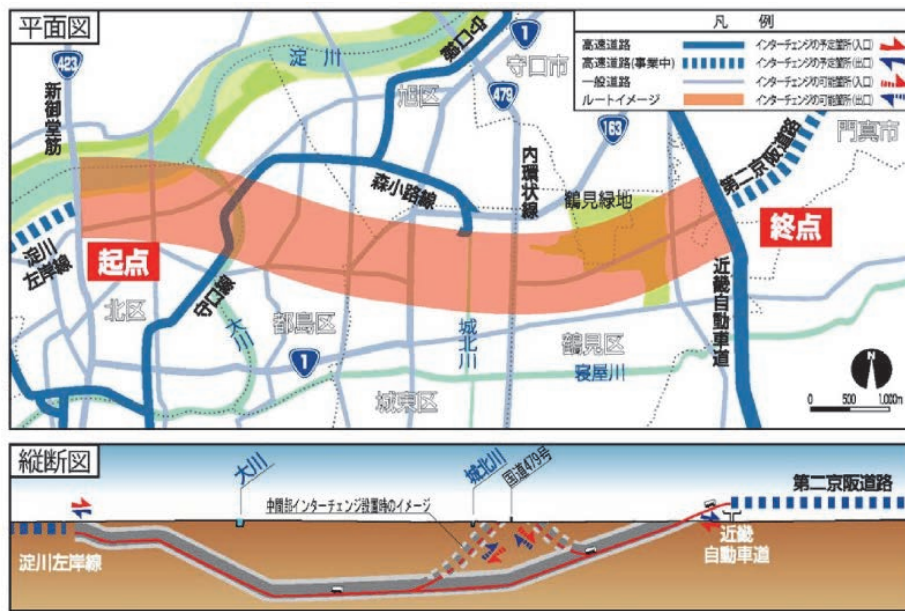 平面図
凡 例
高速道路
インターチェンジの予定箇所(入口)
高速道路(事業中)
インターチェンジの予定箇所(出口)
一般道路
インターチェンジの可能箇所(入口)
ルートイメージ
インターチェンジの可能箇所(出口)
423
新御堂筋
淀川
守口線
1
守口市
旭区
479
163
門真市
内環状線
第二京阪道路
森小路線
鶴見緑地
淀川
左岸線
起点
終点
北区
守口線
大川
都島区
1
城北川
鶴見区
寝屋川
近畿自動車道
城東区
N
0 500 1,000m
縦断図
大川
城北川
国道479号
中間部インターチェンジ設置時のイメージ
第二京阪道路
淀川左岸線
近畿
自動車道